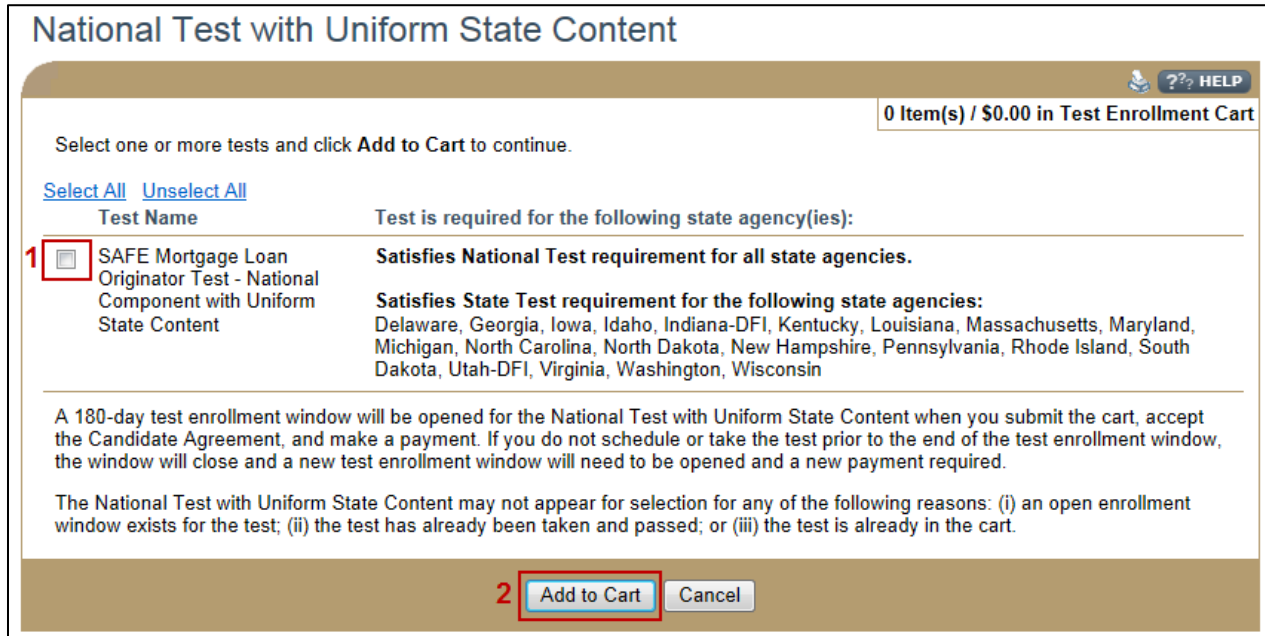 National Test with Uniform State Content
??? HELP
0 Item(s) / $0.00 in Test Enrollment Cart
Select one or more tests and click Add to Cart to continue.
Select All Unselect All
Test Name Test is required for the following state agency(ies):
1 SAFE Mortgage Loan Satisfies National Test requirement for all state agencies.
Originator Test - National
Component with Uniform Satisfies State Test requirement for the following state agencies:
State Content Delaware, Georgia, Iowa, Idaho, Indiana-DFI, Kentucky, Louisiana, Massachusetts, Maryland,
Michigan, North Carolina, North Dakota, New Hampshire, Pennsylvania, Rhode Island, South
Dakota, Utah-DFI, Virginia, Washington, Wisconsin
A 180-day test enrollment window will be opened for the National Test with Uniform State Content when you submit the cart, accept
the Candidate Agreement, and make a payment. If you do not schedule or take the test prior to the end of the test enrollment window,
the window will close and a new test enrollment window will need to be opened and a new payment required.
The National Test with Uniform State Content may not appear for selection for any of the following reasons: (i) an open enrollment
window exists for the test; (ii) the test has already been taken and passed; or (iii) the test is already in the cart.
2 Add to Cart Cancel